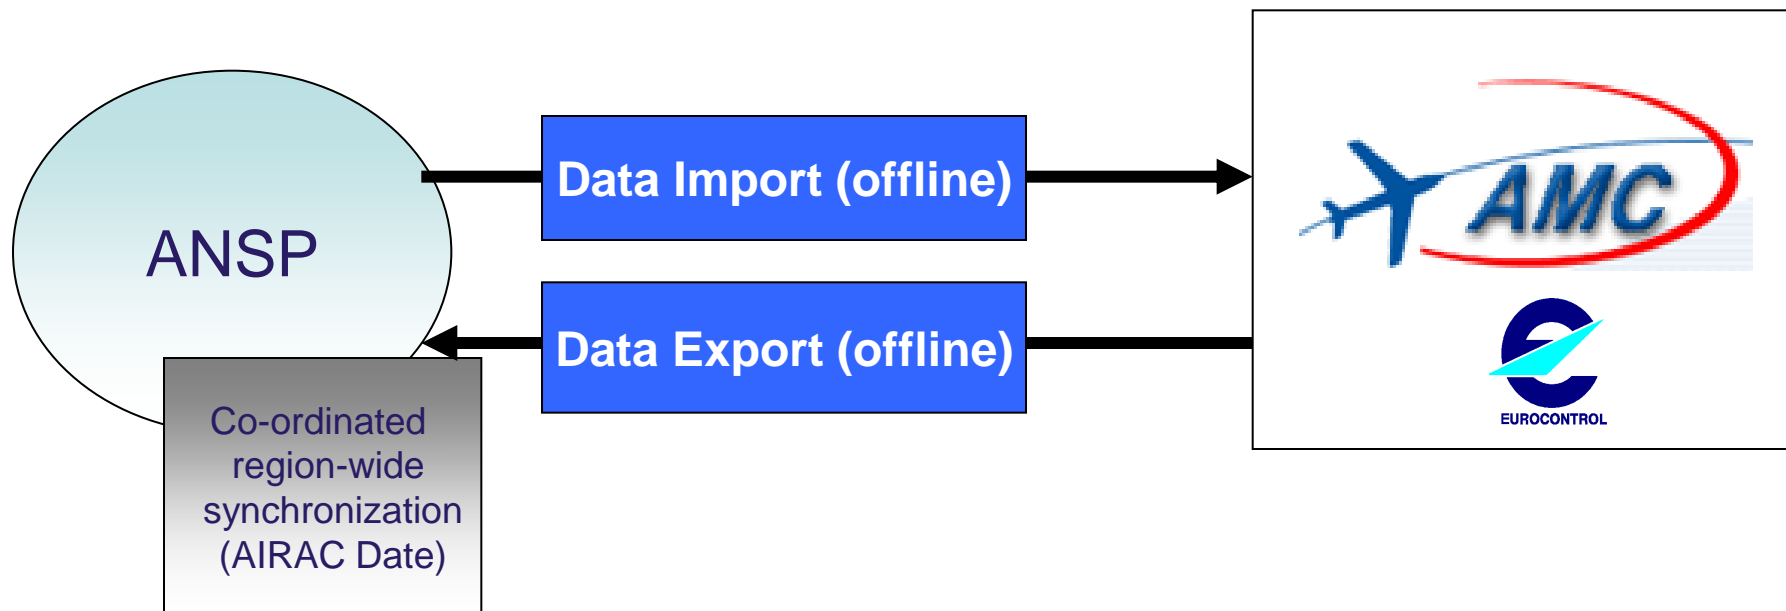 ANSP
Data Import (offline)
Data Export (offline)
Co-ordinated
region-wide
synchronization
(AIRAC Date)
AMC
EUROCONTROL